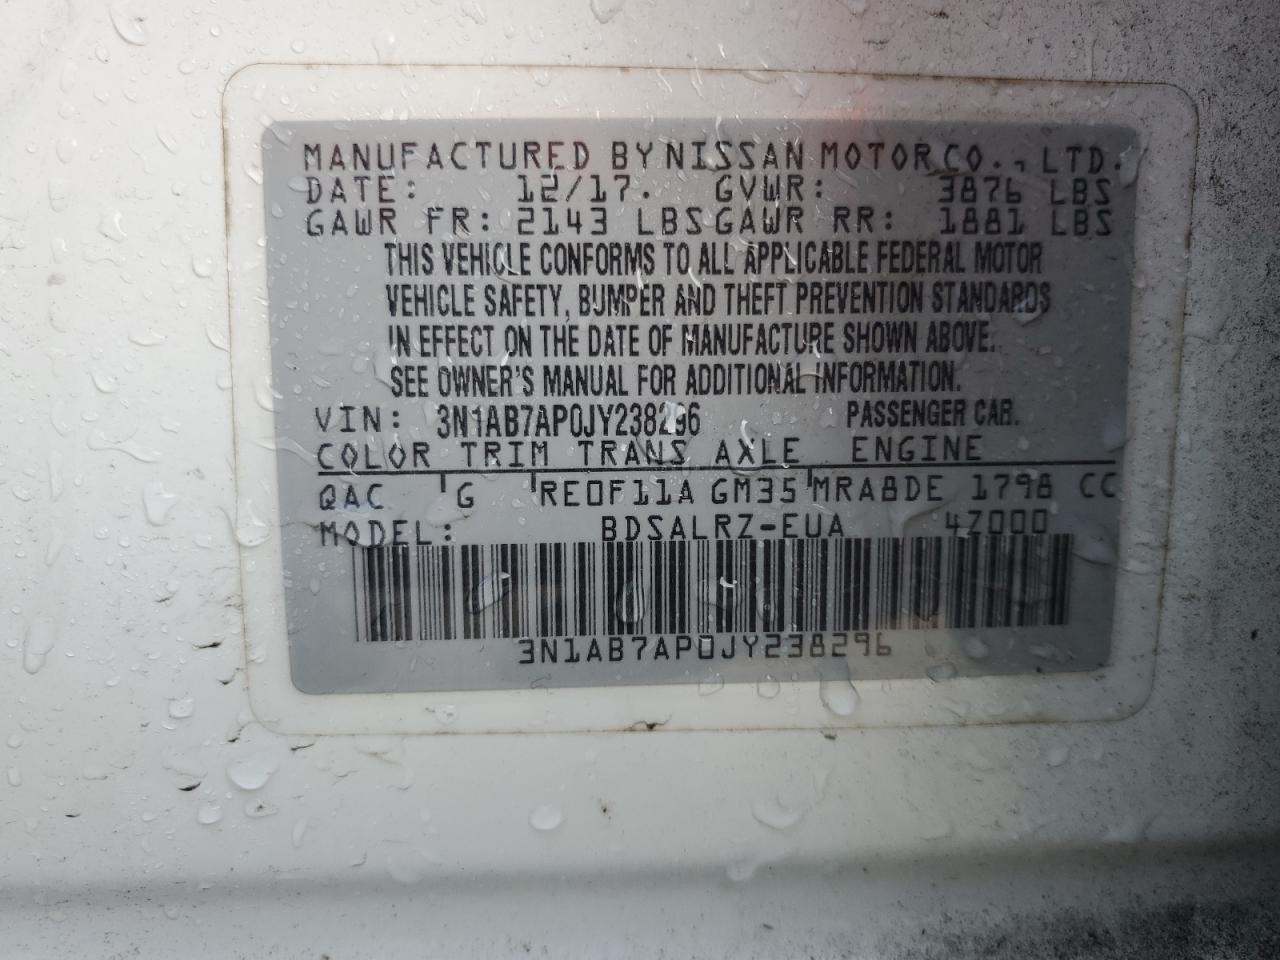 MANUFACTURED BY NISSAN MOTOR CO., LTD.
DATE: 12/17. GVWR: 3876 LBS
GAWR FR: 2143 LBS GAWR RR: 1881 LBS
THIS VEHICLE CONFORMS TO ALL APPLICABLE FEDERAL MOTOR
VEHICLE SAFETY, BUMPER AND THEFT PREVENTION STANDARDS
IN EFFECT ON THE DATE OF MANUFACTURE SHOWN ABOVE.
SEE OWNER'S MANUAL FOR ADDITIONAL INFORMATION.
VIN: 3N1AB7AP0JY238296 PASSENGER CAR.
COLOR TRIM TRANS AXLE ENGINE
QAC G RE0F11A GM35 MRA8DE 1798 CC
MODEL: BDSALRZ-EUA 4Z000
3N1AB7AP0JY238296